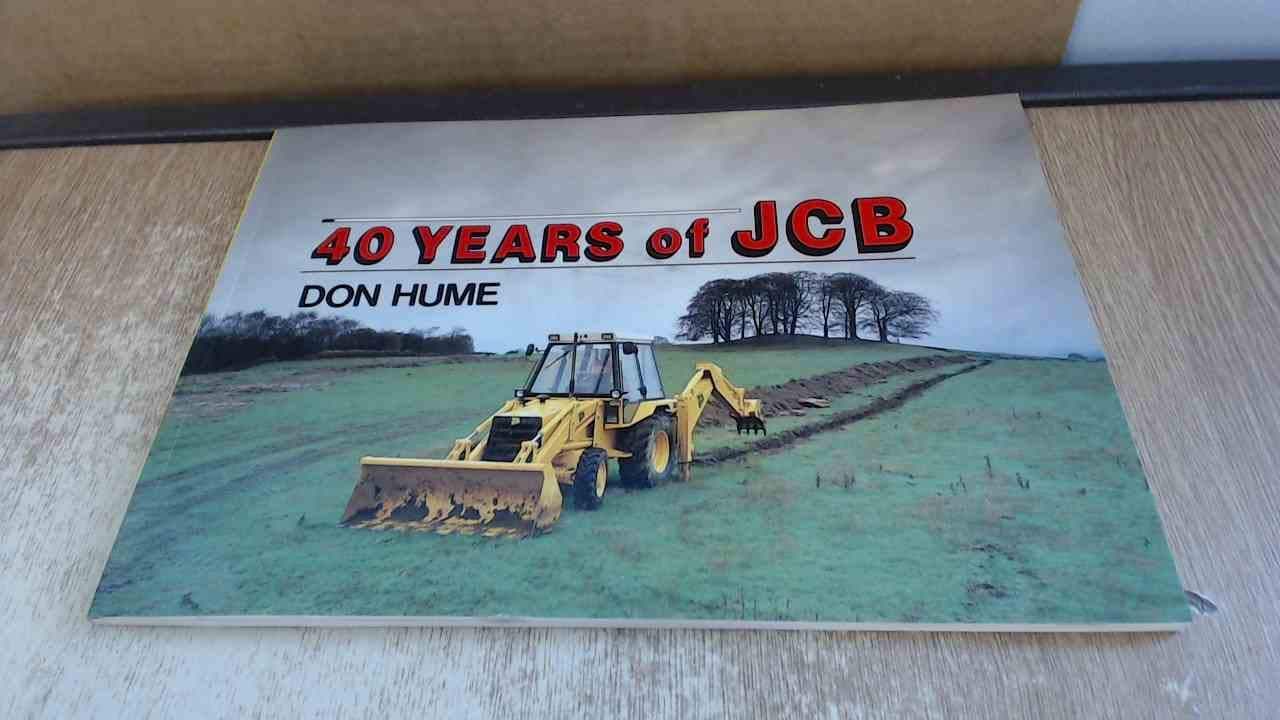 40 YEARS of JCB
DON HUME